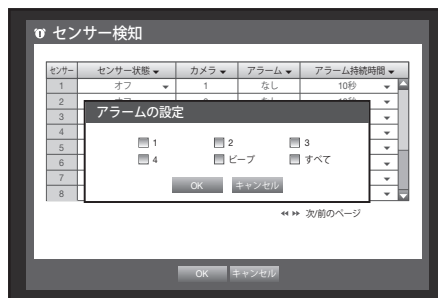 センサー検知
センサー センサー状態 カメラ アラーム アラーム持続時間
1 オフ 1 なし 10秒
2
3
4
5
6
7
8
アラームの設定
1 2 3
4 ビープ すべて
OK キャンセル
次/前のページ
OK キャンセル